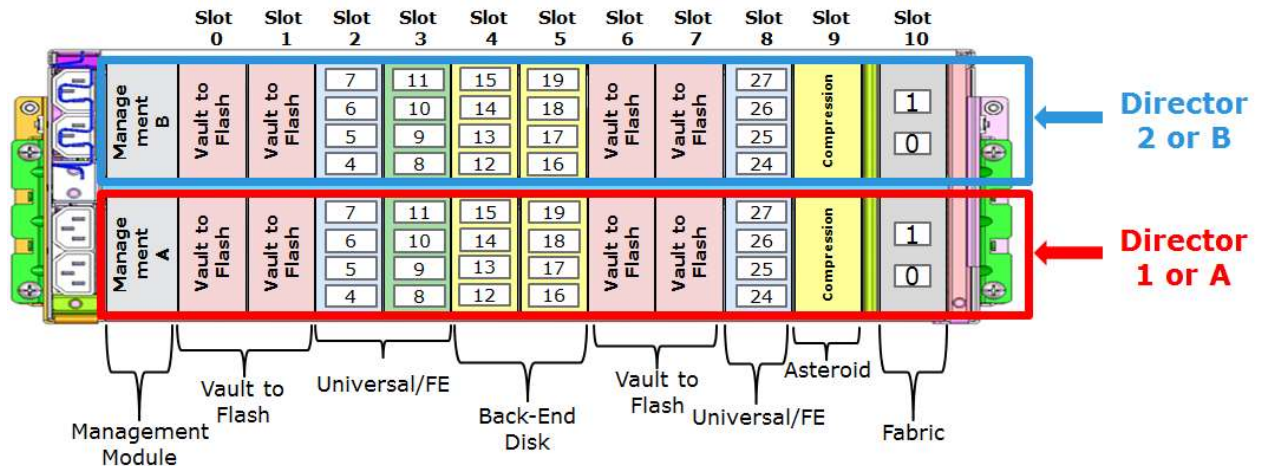 Slot 0
Slot 1
Slot 2
Slot 3
Slot 4
Slot 5
Slot 6
Slot 7
Slot 8
Slot 9
Slot 10
Manage
ment
B
Vault to
Flash
Vault to
Flash
7
6
5
4
11
10
9
8
15
14
13
12
19
18
17
16
Vault to
Flash
Vault to
Flash
27
26
25
24
Compression
1
0
Director
2 or B
Manage
ment
A
Vault to
Flash
Vault to
Flash
7
6
5
4
11
10
9
8
15
14
13
12
19
18
17
16
Vault to
Flash
Vault to
Flash
27
26
25
24
Compression
1
0
Director
1 or A
Management
Module
Vault to
Flash
Universal/FE
Back-End
Disk
Vault to
Flash
Universal/FE
Asteroid
Fabric